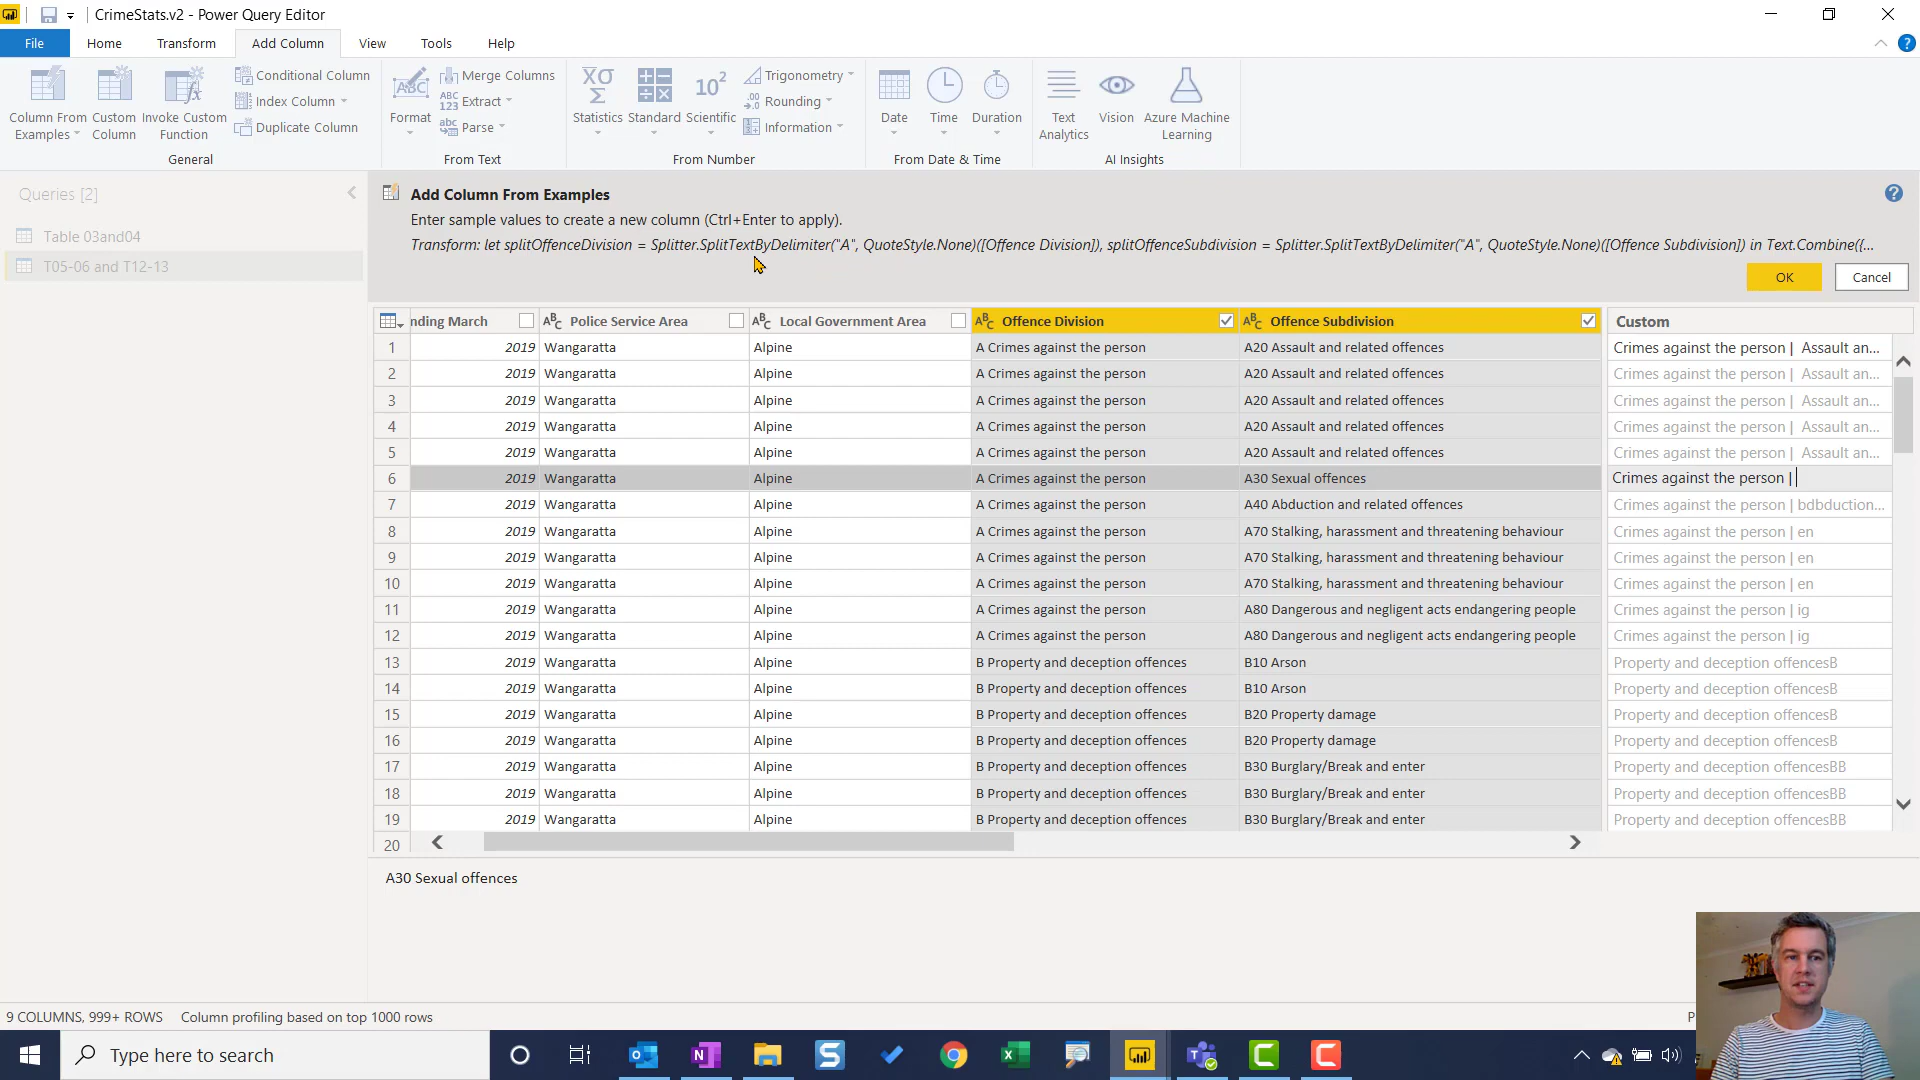 CrimeStats.v2 - Power Query Editor
File Home Transform Add Column View Tools Help
Column From Examples
Custom Column
Invoke Custom Function
Conditional Column
Index Column
Duplicate Column
General
Format
Merge Columns
Extract
Parse
From Text
Statistics
Standard
Scientific
Trigonometry
Rounding
Information
From Number
Date
Time
Duration
From Date & Time
Text Analytics
Vision
Azure Machine Learning
AI Insights
Queries [2]
Table 03and04
T05-06 and T12-13
Add Column From Examples
Enter sample values to create a new column (Ctrl+Enter to apply).
Transform: let splitOffenceDivision = Splitter.SplitTextByDelimiter("A", QuoteStyle.None)([Offence Division]), splitOffenceSubdivision = Splitter.SplitTextByDelimiter("A", QuoteStyle.None)([Offence Subdivision]) in Text.Combine({...
OK Cancel
nding March Police Service Area Local Government Area Offence Division Offence Subdivision Custom
1 2019 Wangaratta Alpine A Crimes against the person A20 Assault and related offences Crimes against the person | Assault an...
2 2019 Wangaratta Alpine A Crimes against the person A20 Assault and related offences Crimes against the person | Assault an...
3 2019 Wangaratta Alpine A Crimes against the person A20 Assault and related offences Crimes against the person | Assault an...
4 2019 Wangaratta Alpine A Crimes against the person A20 Assault and related offences Crimes against the person | Assault an...
5 2019 Wangaratta Alpine A Crimes against the person A20 Assault and related offences Crimes against the person | Assault an...
6 2019 Wangaratta Alpine A Crimes against the person A30 Sexual offences Crimes against the person |
7 2019 Wangaratta Alpine A Crimes against the person A40 Abduction and related offences Crimes against the person | bdbduction...
8 2019 Wangaratta Alpine A Crimes against the person A70 Stalking, harassment and threatening behaviour Crimes against the person | en
9 2019 Wangaratta Alpine A Crimes against the person A70 Stalking, harassment and threatening behaviour Crimes against the person | en
10 2019 Wangaratta Alpine A Crimes against the person A70 Stalking, harassment and threatening behaviour Crimes against the person | en
11 2019 Wangaratta Alpine A Crimes against the person A80 Dangerous and negligent acts endangering people Crimes against the person | ig
12 2019 Wangaratta Alpine A Crimes against the person A80 Dangerous and negligent acts endangering people Crimes against the person | ig
13 2019 Wangaratta Alpine B Property and deception offences B10 Arson Property and deception offencesB
14 2019 Wangaratta Alpine B Property and deception offences B10 Arson Property and deception offencesB
15 2019 Wangaratta Alpine B Property and deception offences B20 Property damage Property and deception offencesB
16 2019 Wangaratta Alpine B Property and deception offences B20 Property damage Property and deception offencesB
17 2019 Wangaratta Alpine B Property and deception offences B30 Burglary/Break and enter Property and deception offencesBB
18 2019 Wangaratta Alpine B Property and deception offences B30 Burglary/Break and enter Property and deception offencesBB
19 2019 Wangaratta Alpine B Property and deception offences B30 Burglary/Break and enter Property and deception offencesBB
20
A30 Sexual offences
9 COLUMNS, 999+ ROWS Column profiling based on top 1000 rows P
Type here to search